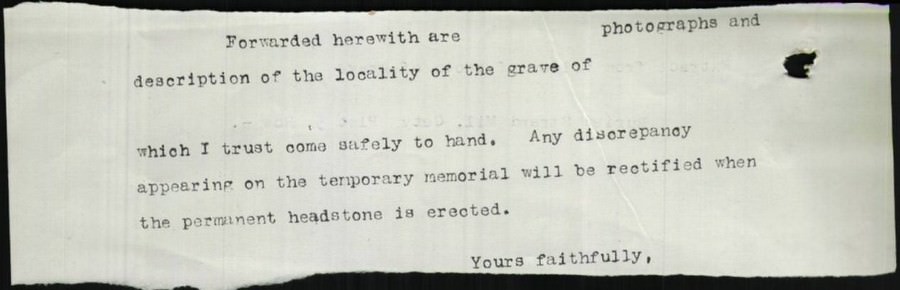 Forwarded herewith are photographs and
description of the locality of the grave of
which I trust come safely to hand. Any discrepancy
appearing on the temporary memorial will be rectified when
the permanent headstone is erected.
Yours faithfully,